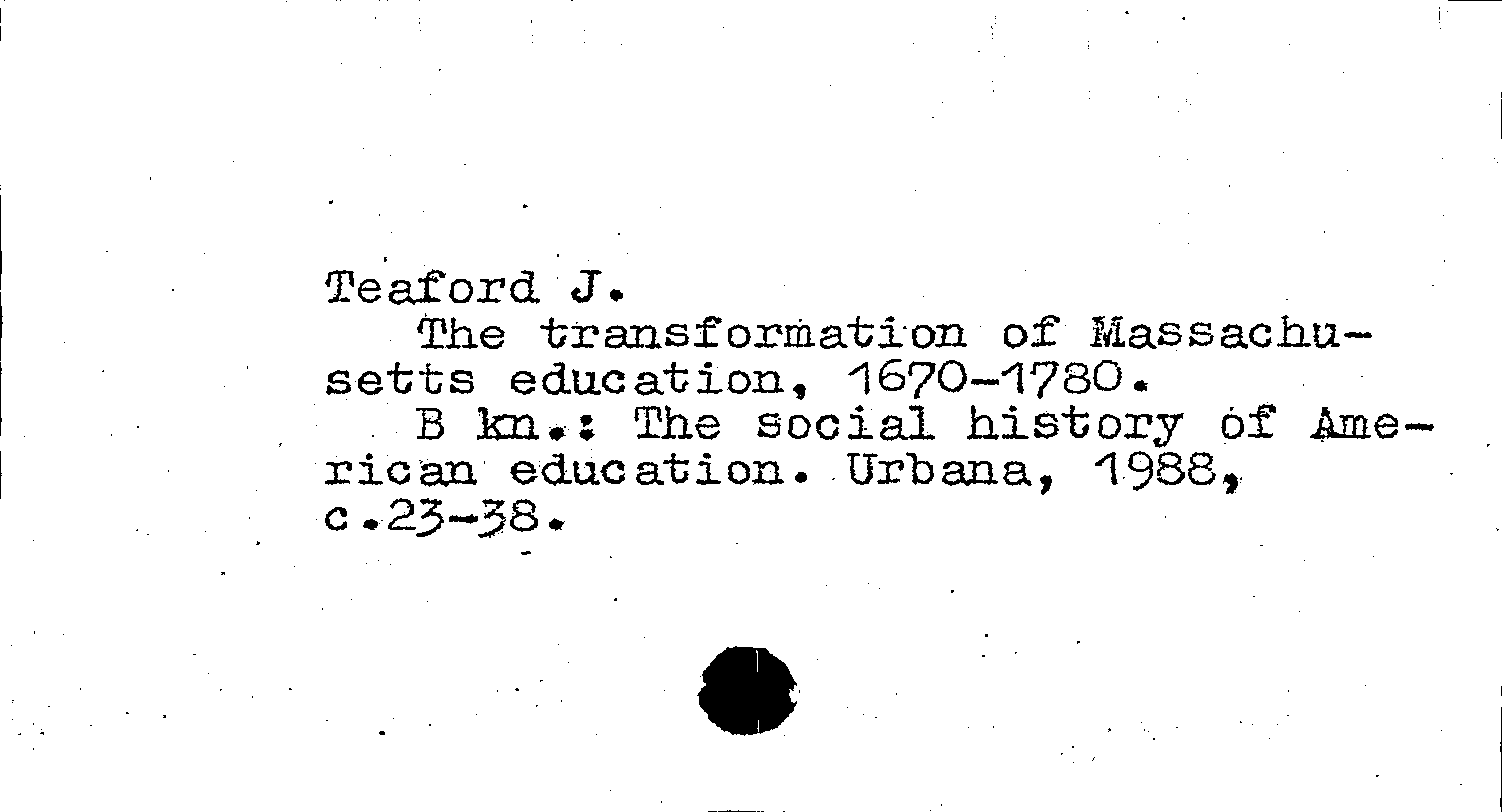 Teaford J.
The transformation of Massachu-
setts education, 1670-1780.
B kn.: The social history of Ame-
rican education. Urbana, 1988,
c.23-38.